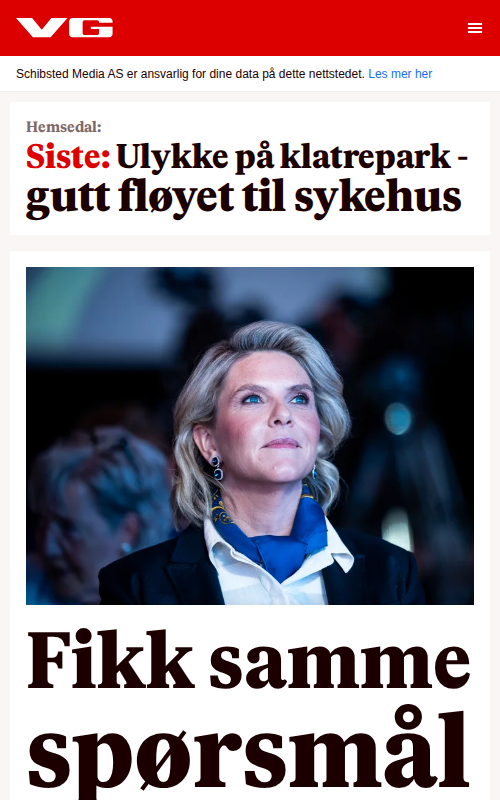 VG
Schibsted Media AS er ansvarlig for dine data på dette nettstedet. Les mer her
Hemsedal:
Siste: Ulykke på klatrepark -
gutt fløyet til sykehus
Fikk samme
spørsmål